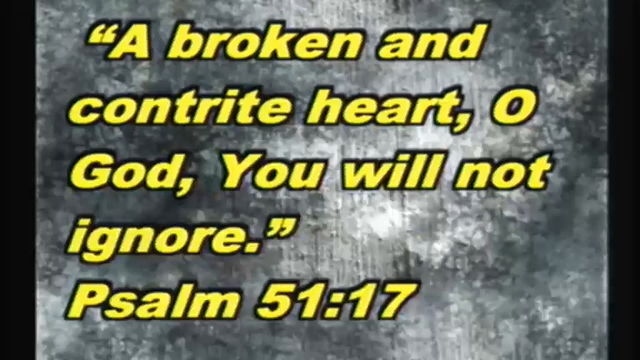 “A broken and
contrite heart, O
God, You will not
ignore.”
Psalm 51:17